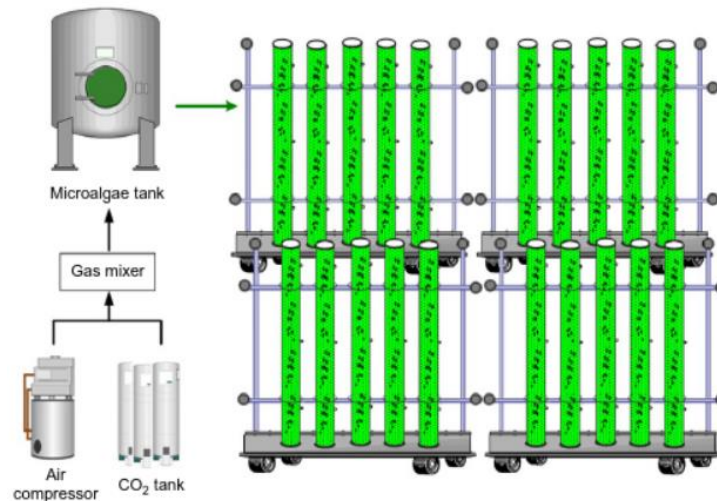 Microalgae tank
Gas mixer
Air
compressor
CO₂ tank